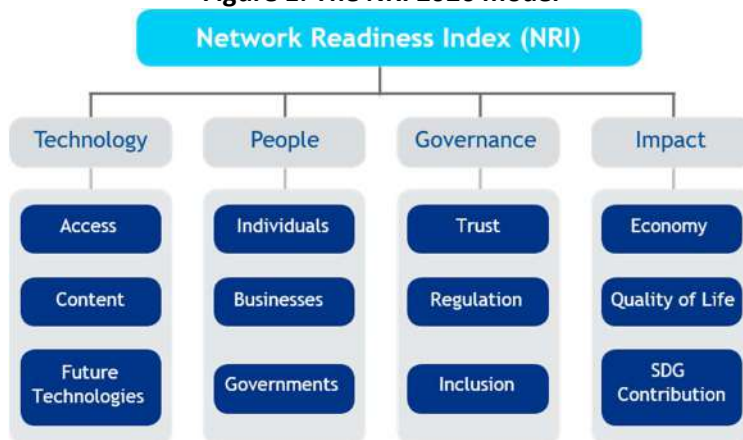 Network Readiness Index (NRI)
Technology
People
Governance
Impact
Access
Individuals
Trust
Economy
Content
Businesses
Regulation
Quality of Life
Future
Technologies
Governments
Inclusion
SDG
Contribution